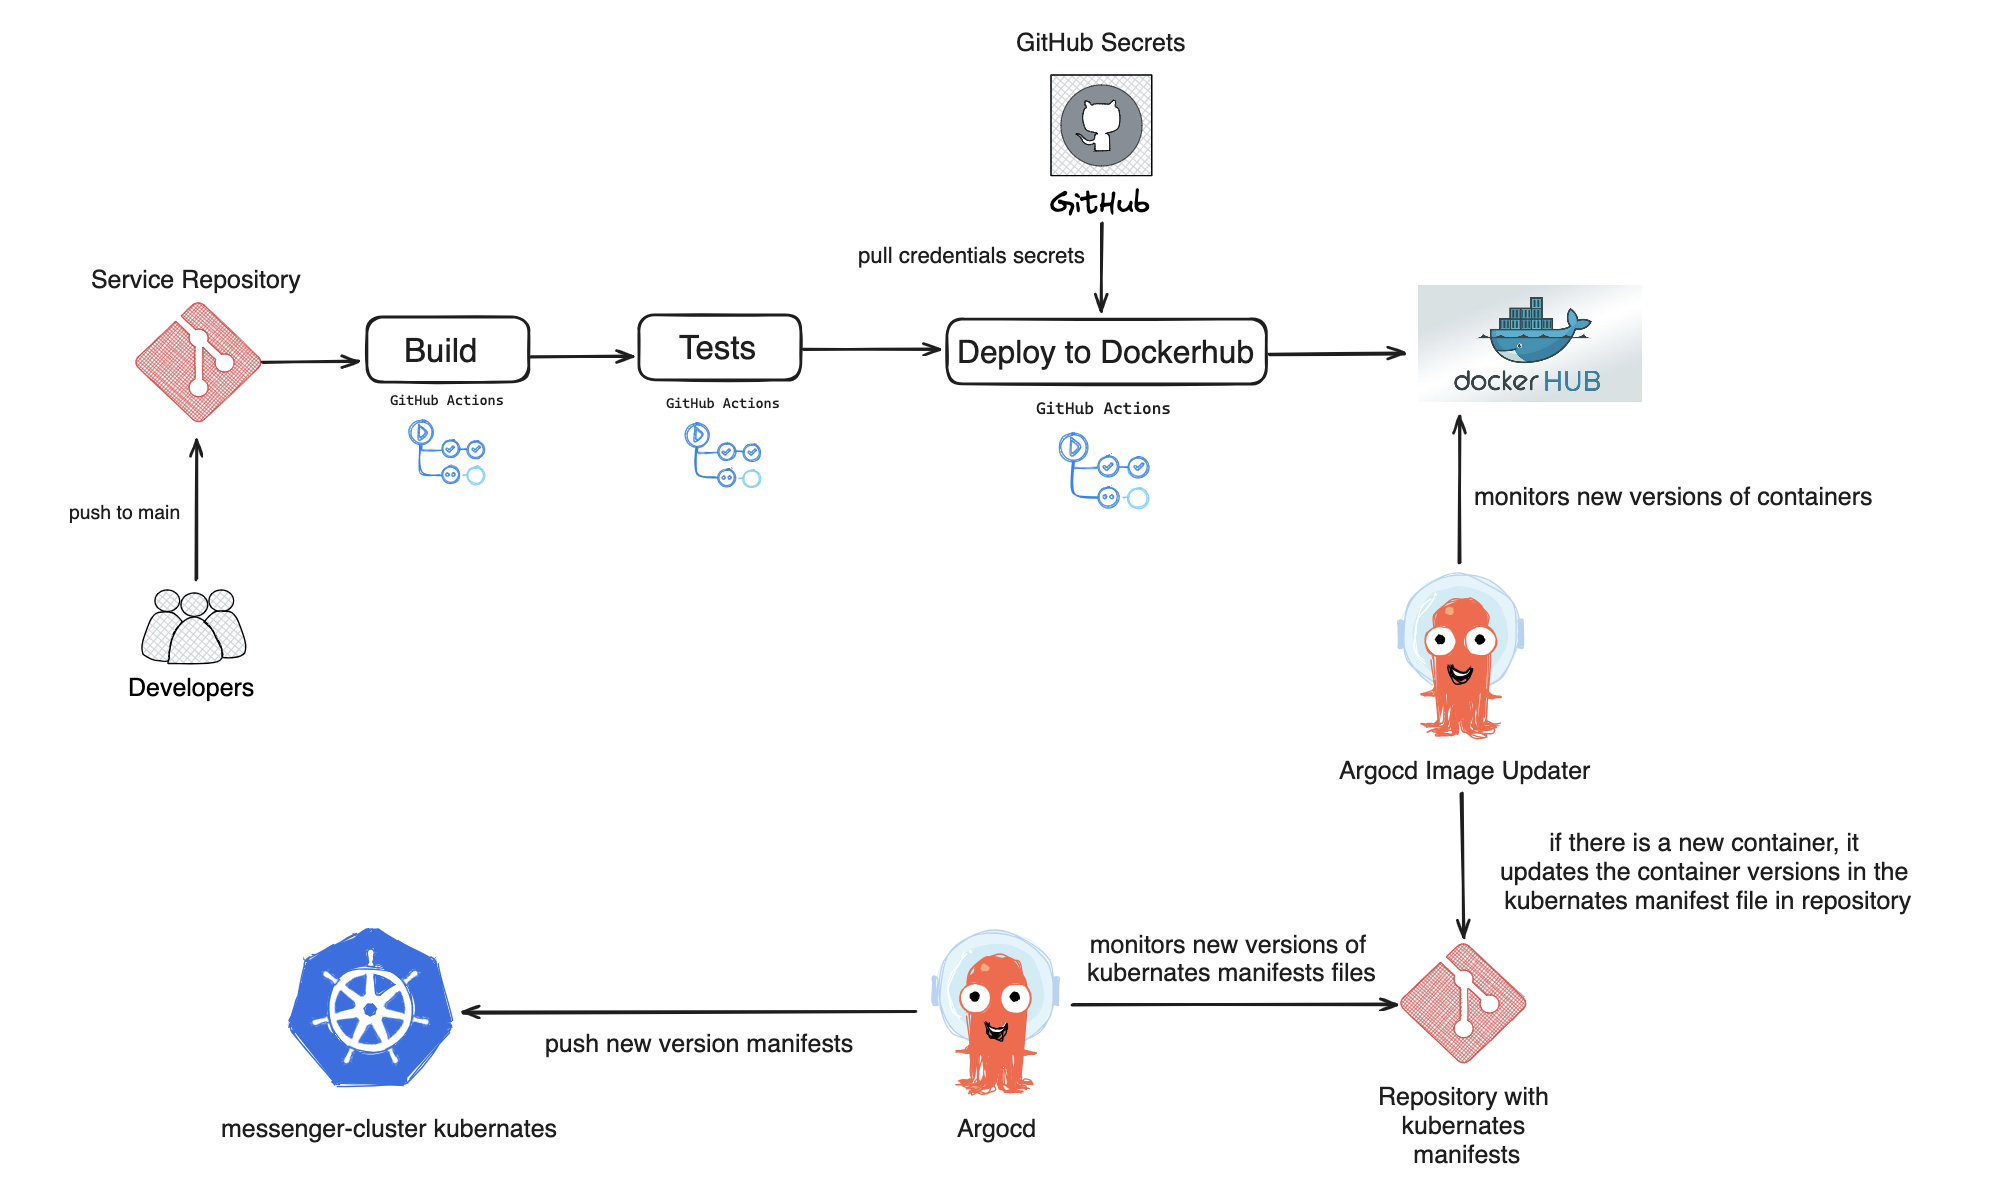 GitHub Secrets
GitHub
pull credentials secrets
Service Repository
Build
Tests
Deploy to Dockerhub
docker HUB
GitHub Actions
GitHub Actions
GitHub Actions
push to main
monitors new versions of containers
Developers
Argocd Image Updater
if there is a new container, it
updates the container versions in the
kubernates manifest file in repository
monitors new versions of
kubernates manifests files
push new version manifests
messenger-cluster kubernates
Argocd
Repository with
kubernates
manifests